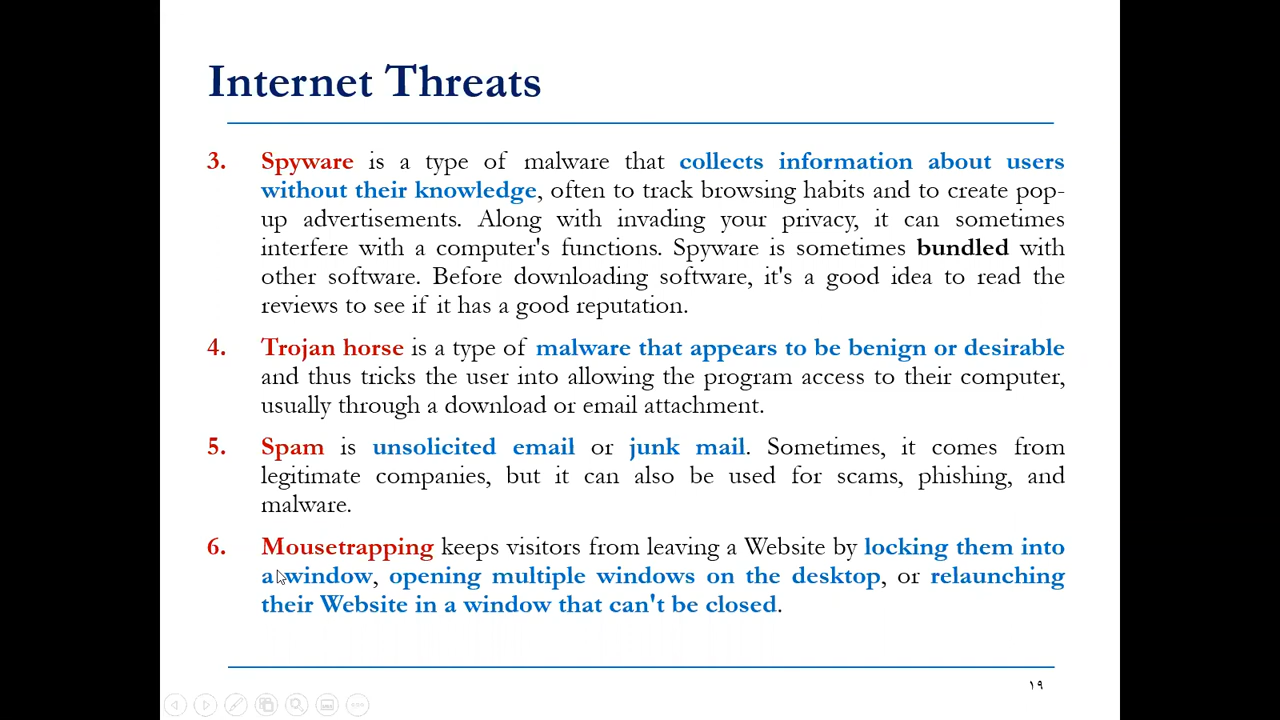 Internet Threats
3. Spyware is a type of malware that collects information about users
without their knowledge, often to track browsing habits and to create pop-
up advertisements. Along with invading your privacy, it can sometimes
interfere with a computer's functions. Spyware is sometimes bundled with
other software. Before downloading software, it's a good idea to read the
reviews to see if it has a good reputation.
4. Trojan horse is a type of malware that appears to be benign or desirable
and thus tricks the user into allowing the program access to their computer,
usually through a download or email attachment.
5. Spam is unsolicited email or junk mail. Sometimes, it comes from
legitimate companies, but it can also be used for scams, phishing, and
malware.
6. Mousetrapping keeps visitors from leaving a Website by locking them into
a window, opening multiple windows on the desktop, or relaunching
their Website in a window that can't be closed.
١٩